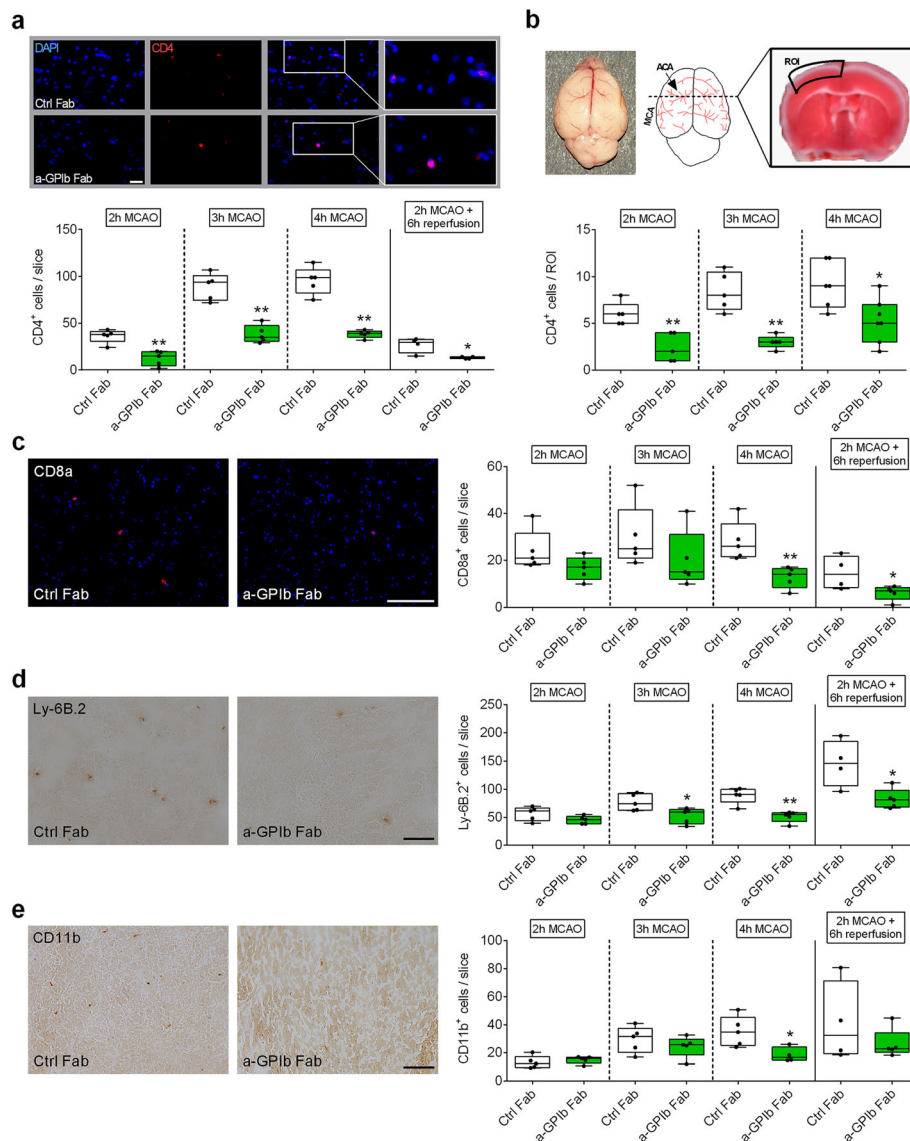 a
DAPI
CD4
Ctrl Fab
a-GPIb Fab
2h MCAO
3h MCAO
4h MCAO
2h MCAO +
6h reperfusion
CD4+ cells / slice
150
100
50
0
**
**
**
*
Ctrl Fab
a-GPIb Fab
Ctrl Fab
a-GPIb Fab
Ctrl Fab
a-GPIb Fab
Ctrl Fab
a-GPIb Fab
b
ACA
MCA
ROI
2h MCAO
3h MCAO
4h MCAO
CD4+ cells / ROI
15
10
5
0
**
**
*
Ctrl Fab
a-GPIb Fab
Ctrl Fab
a-GPIb Fab
Ctrl Fab
a-GPIb Fab
c
CD8a
Ctrl Fab
a-GPIb Fab
2h MCAO
3h MCAO
4h MCAO
2h MCAO +
6h reperfusion
CD8a+ cells / slice
60
40
20
0
**
*
Ctrl Fab
a-GPIb Fab
Ctrl Fab
a-GPIb Fab
Ctrl Fab
a-GPIb Fab
Ctrl Fab
a-GPIb Fab
d
Ly-6B.2
Ctrl Fab
a-GPIb Fab
2h MCAO
3h MCAO
4h MCAO
2h MCAO +
6h reperfusion
Ly-6B.2+ cells / slice
250
200
150
100
50
0
*
**
*
Ctrl Fab
a-GPIb Fab
Ctrl Fab
a-GPIb Fab
Ctrl Fab
a-GPIb Fab
Ctrl Fab
a-GPIb Fab
e
CD11b
Ctrl Fab
a-GPIb Fab
2h MCAO
3h MCAO
4h MCAO
2h MCAO +
6h reperfusion
CD11b+ cells / slice
100
80
60
40
20
0
*
Ctrl Fab
a-GPIb Fab
Ctrl Fab
a-GPIb Fab
Ctrl Fab
a-GPIb Fab
Ctrl Fab
a-GPIb Fab